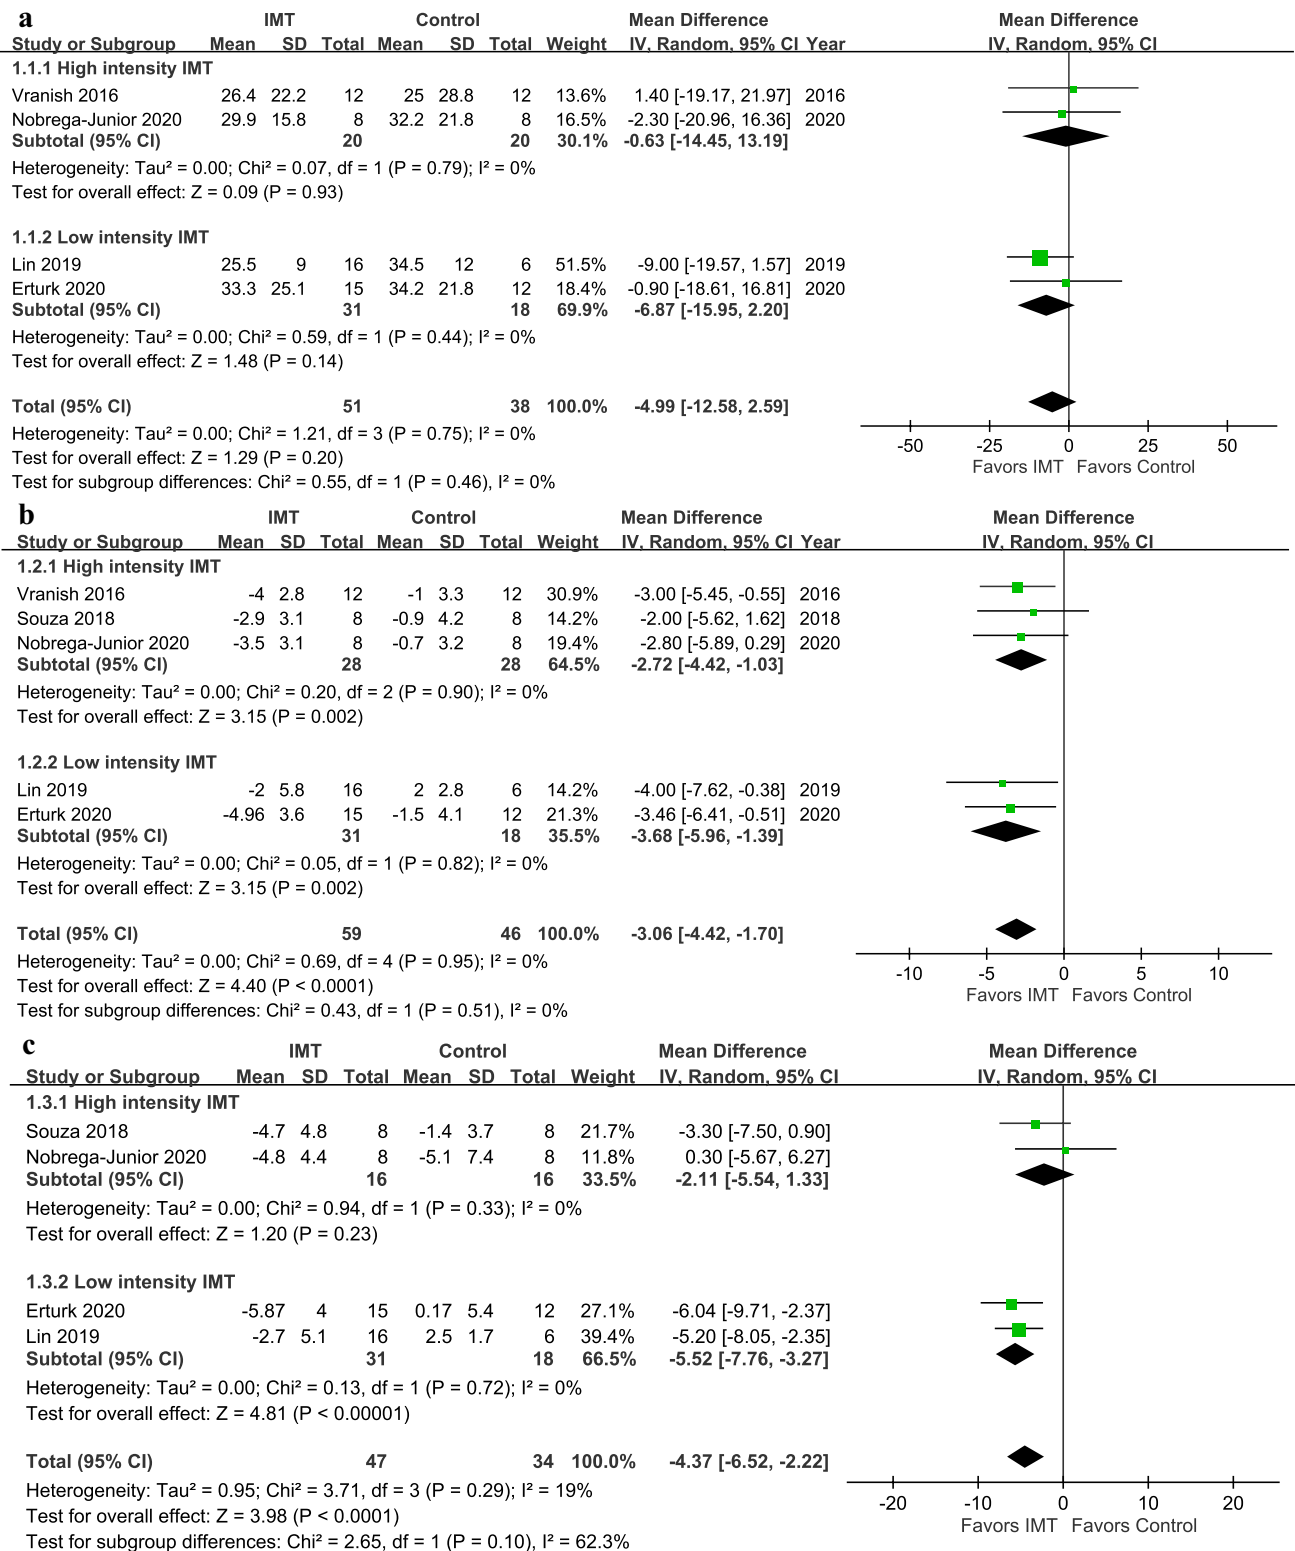 a
IMT Control Mean Difference Mean Difference
Study or Subgroup Mean SD Total Mean SD Total Weight IV, Random, 95% CI Year IV, Random, 95% CI
1.1.1 High intensity IMT
Vranish 2016 26.4 22.2 12 25 28.8 12 13.6% 1.40 [-19.17, 21.97] 2016
Nobrega-Junior 2020 29.9 15.8 8 32.2 21.8 8 16.5% -2.30 [-20.96, 16.36] 2020
Subtotal (95% CI) 20 20 30.1% -0.63 [-14.45, 13.19]
Heterogeneity: Tau² = 0.00; Chi² = 0.07, df = 1 (P = 0.79); I² = 0%
Test for overall effect: Z = 0.09 (P = 0.93)
1.1.2 Low intensity IMT
Lin 2019 25.5 9 16 34.5 12 6 51.5% -9.00 [-19.57, 1.57] 2019
Erturk 2020 33.3 25.1 15 34.2 21.8 12 18.4% -0.90 [-18.61, 16.81] 2020
Subtotal (95% CI) 31 18 69.9% -6.87 [-15.95, 2.20]
Heterogeneity: Tau² = 0.00; Chi² = 0.59, df = 1 (P = 0.44); I² = 0%
Test for overall effect: Z = 1.48 (P = 0.14)
Total (95% CI) 51 38 100.0% -4.99 [-12.58, 2.59]
Heterogeneity: Tau² = 0.00; Chi² = 1.21, df = 3 (P = 0.75); I² = 0%
-50 -25 0 25 50
Test for overall effect: Z = 1.29 (P = 0.20)
Favors IMT Favors Control
Test for subgroup differences: Chi² = 0.55, df = 1 (P = 0.46), I² = 0%
b
IMT Control Mean Difference Mean Difference
Study or Subgroup Mean SD Total Mean SD Total Weight IV, Random, 95% CI Year IV, Random, 95% CI
1.2.1 High intensity IMT
Vranish 2016 -4 2.8 12 -1 3.3 12 30.9% -3.00 [-5.45, -0.55] 2016
Souza 2018 -2.9 3.1 8 -0.9 4.2 8 14.2% -2.00 [-5.62, 1.62] 2018
Nobrega-Junior 2020 -3.5 3.1 8 -0.7 3.2 8 19.4% -2.80 [-5.89, 0.29] 2020
Subtotal (95% CI) 28 28 64.5% -2.72 [-4.42, -1.03]
Heterogeneity: Tau² = 0.00; Chi² = 0.20, df = 2 (P = 0.90); I² = 0%
Test for overall effect: Z = 3.15 (P = 0.002)
1.2.2 Low intensity IMT
Lin 2019 -2 5.8 16 2 2.8 6 14.2% -4.00 [-7.62, -0.38] 2019
Erturk 2020 -4.96 3.6 15 -1.5 4.1 12 21.3% -3.46 [-6.41, -0.51] 2020
Subtotal (95% CI) 31 18 35.5% -3.68 [-5.96, -1.39]
Heterogeneity: Tau² = 0.00; Chi² = 0.05, df = 1 (P = 0.82); I² = 0%
Test for overall effect: Z = 3.15 (P = 0.002)
Total (95% CI) 59 46 100.0% -3.06 [-4.42, -1.70]
Heterogeneity: Tau² = 0.00; Chi² = 0.69, df = 4 (P = 0.95); I² = 0%
-10 -5 0 5 10
Test for overall effect: Z = 4.40 (P < 0.0001)
Favors IMT Favors Control
Test for subgroup differences: Chi² = 0.43, df = 1 (P = 0.51), I² = 0%
c
IMT Control Mean Difference Mean Difference
Study or Subgroup Mean SD Total Mean SD Total Weight IV, Random, 95% CI IV, Random, 95% CI
1.3.1 High intensity IMT
Souza 2018 -4.7 4.8 8 -1.4 3.7 8 21.7% -3.30 [-7.50, 0.90]
Nobrega-Junior 2020 -4.8 4.4 8 -5.1 7.4 8 11.8% 0.30 [-5.67, 6.27]
Subtotal (95% CI) 16 16 33.5% -2.11 [-5.54, 1.33]
Heterogeneity: Tau² = 0.00; Chi² = 0.94, df = 1 (P = 0.33); I² = 0%
Test for overall effect: Z = 1.20 (P = 0.23)
1.3.2 Low intensity IMT
Erturk 2020 -5.87 4 15 0.17 5.4 12 27.1% -6.04 [-9.71, -2.37]
Lin 2019 -2.7 5.1 16 2.5 1.7 6 39.4% -5.20 [-8.05, -2.35]
Subtotal (95% CI) 31 18 66.5% -5.52 [-7.76, -3.27]
Heterogeneity: Tau² = 0.00; Chi² = 0.13, df = 1 (P = 0.72); I² = 0%
Test for overall effect: Z = 4.81 (P < 0.00001)
Total (95% CI) 47 34 100.0% -4.37 [-6.52, -2.22]
Heterogeneity: Tau² = 0.95; Chi² = 3.71, df = 3 (P = 0.29); I² = 19%
-20 -10 0 10 20
Test for overall effect: Z = 3.98 (P < 0.0001)
Favors IMT Favors Control
Test for subgroup differences: Chi² = 2.65, df = 1 (P = 0.10), I² = 62.3%